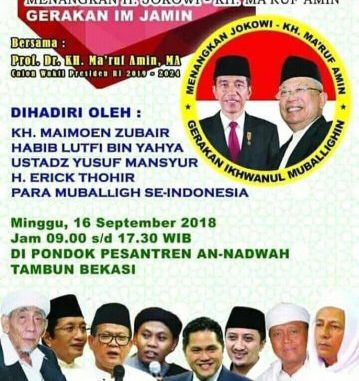 MENANGKAN H. JOKOWI - KH. MA'RUF AMIN
GERAKAN IM JAMIN
Bersama :
Prof. Dr. KH. Ma'ruf Amin, MA
Calon Wakil Presiden RI 2019 - 2024
MENANGKAN JOKOWI - KH. MA'RUF AMIN
GERAKAN IKHWANUL MUBALLIGHIN
DIHADIRI OLEH :
KH. MAIMOEN ZUBAIR
HABIB LUTFI BIN YAHYA
USTADZ YUSUF MANSYUR
H. ERICK THOHIR
PARA MUBALLIGH SE-INDONESIA
Minggu, 16 September 2018
Jam 09.00 s/d 17.30 WIB
DI PONDOK PESANTREN AN-NADWAH
TAMBUN BEKASI